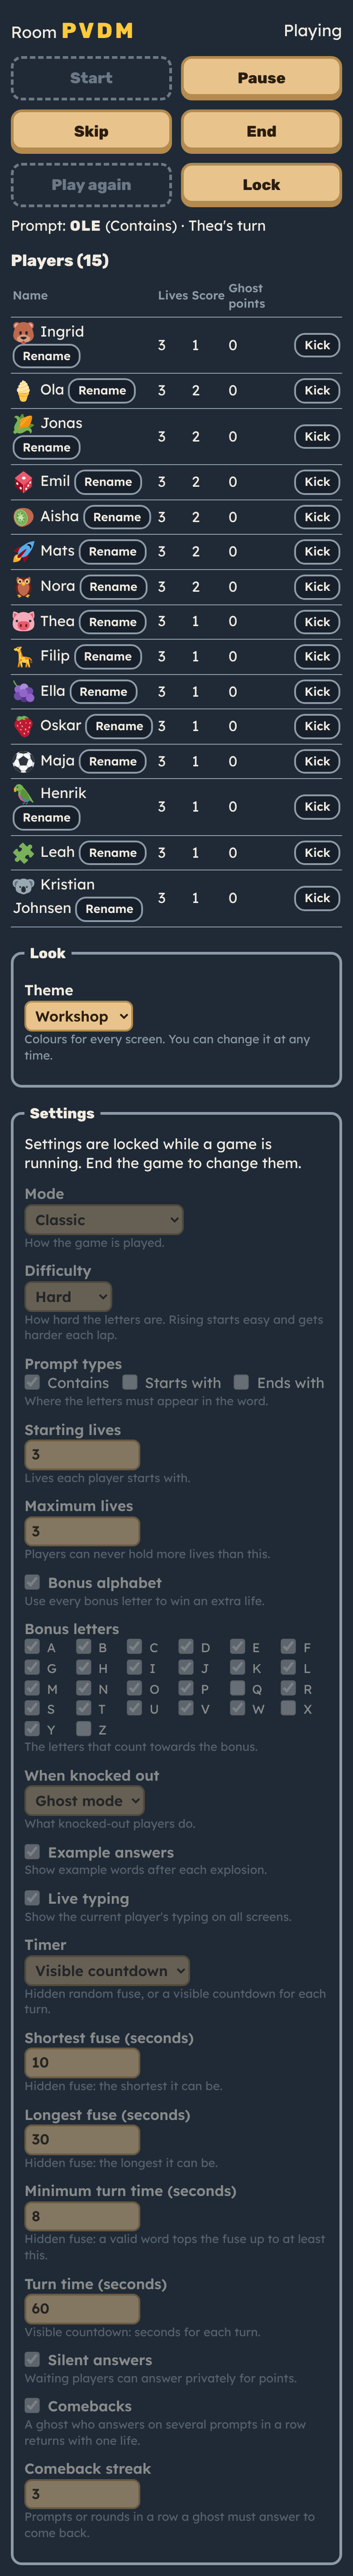 Room PVDM Playing
Start Pause
Skip End
Play again Lock
Prompt: OLE (Contains) · Thea's turn
Players (15)
Name Lives Score Ghost points
Ingrid Rename 3 1 0 Kick
Ola Rename 3 2 0 Kick
Jonas Rename 3 2 0 Kick
Emil Rename 3 2 0 Kick
Aisha Rename 3 2 0 Kick
Mats Rename 3 2 0 Kick
Nora Rename 3 2 0 Kick
Thea Rename 3 1 0 Kick
Filip Rename 3 1 0 Kick
Ella Rename 3 1 0 Kick
Oskar Rename 3 1 0 Kick
Maja Rename 3 1 0 Kick
Henrik Rename 3 1 0 Kick
Leah Rename 3 1 0 Kick
Kristian Johnsen Rename 3 1 0 Kick
Look
Theme
Workshop
Colours for every screen. You can change it at any
time.
Settings
Settings are locked while a game is
running. End the game to change them.
Mode
Classic
How the game is played.
Difficulty
Hard
How hard the letters are. Rising starts easy and gets
harder each lap.
Prompt types
Contains Starts with Ends with
Where the letters must appear in the word.
Starting lives
3
Lives each player starts with.
Maximum lives
3
Players can never hold more lives than this.
Bonus alphabet
Use every bonus letter to win an extra life.
Bonus letters
A B C D E F
G H I J K L
M N O P Q R
S T U V W X
Y Z
The letters that count towards the bonus.
When knocked out
Ghost mode
What knocked-out players do.
Example answers
Show example words after each explosion.
Live typing
Show the current player's typing on all screens.
Timer
Visible countdown
Hidden random fuse, or a visible countdown for each
turn.
Shortest fuse (seconds)
10
Hidden fuse: the shortest it can be.
Longest fuse (seconds)
30
Hidden fuse: the longest it can be.
Minimum turn time (seconds)
8
Hidden fuse: a valid word tops the fuse up to at least
this.
Turn time (seconds)
60
Visible countdown: seconds for each turn.
Silent answers
Waiting players can answer privately for points.
Comebacks
A ghost who answers on several prompts in a row
returns with one life.
Comeback streak
3
Prompts or rounds in a row a ghost must answer to
come back.